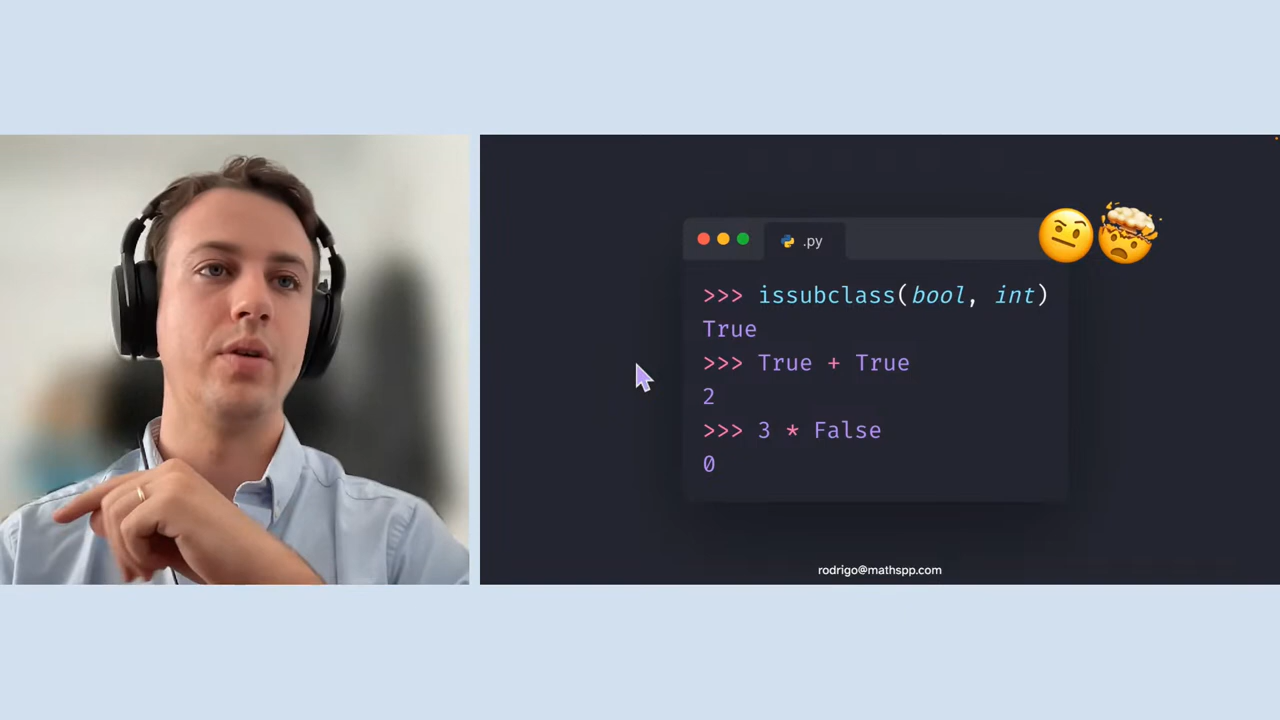 .py
>>> issubclass(bool, int)
True
>>> True + True
2
>>> 3 * False
0
rodrigo@mathspp.com